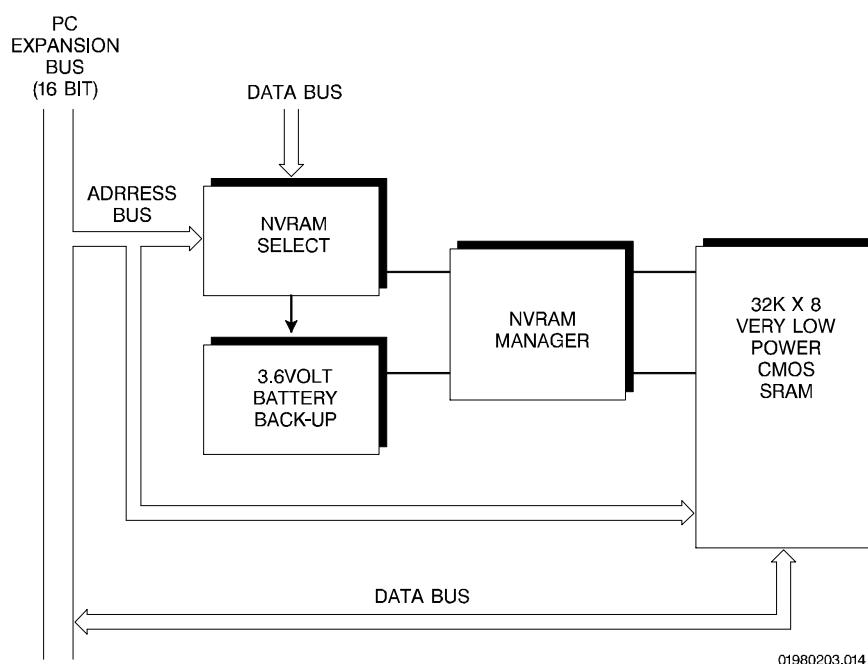 PC
EXPANSION
BUS
(16 BIT)
DATA BUS
ADRRESS
BUS
NVRAM
SELECT
NVRAM
MANAGER
32K X 8
VERY LOW
POWER
CMOS
SRAM
3.6VOLT
BATTERY
BACK-UP
DATA BUS
01980203.014